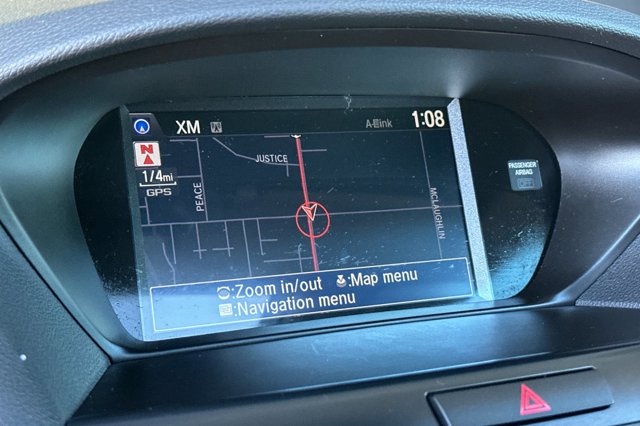 XM
A-link
1:08
N
1/4mi
GPS
JUSTICE
PEACE
MCLAUGHLIN
PASSENGER
AIRBAG
OFF
:Zoom in/out :Map menu
:Navigation menu